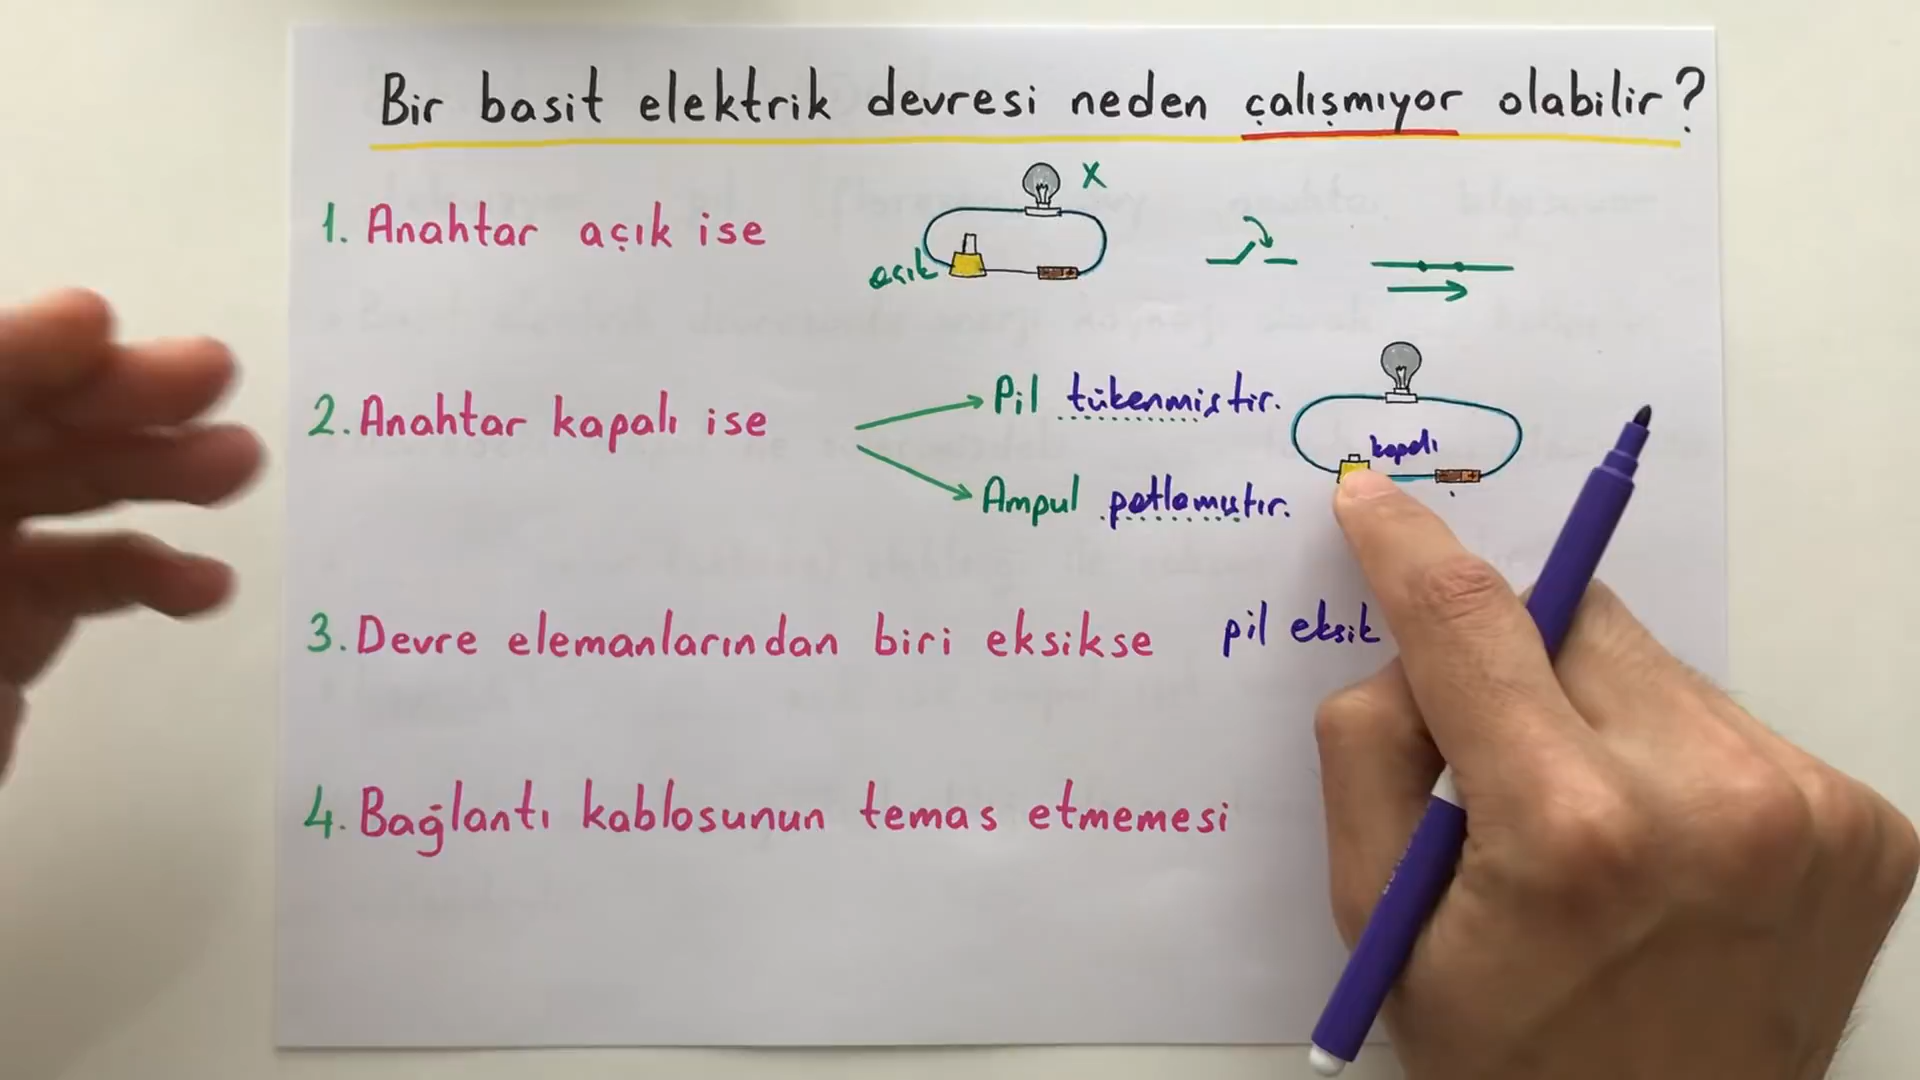 Bir basit elektrik devresi neden çalışmıyor olabilir?
1. Anahtar açık ise
X
açık
2. Anahtar kapalı ise
Pil tükenmiştir.
kapalı
Ampul patlamıştır.
3. Devre elemanlarından biri eksikse pil eksik
4. Bağlantı kablosunun temas etmemesi